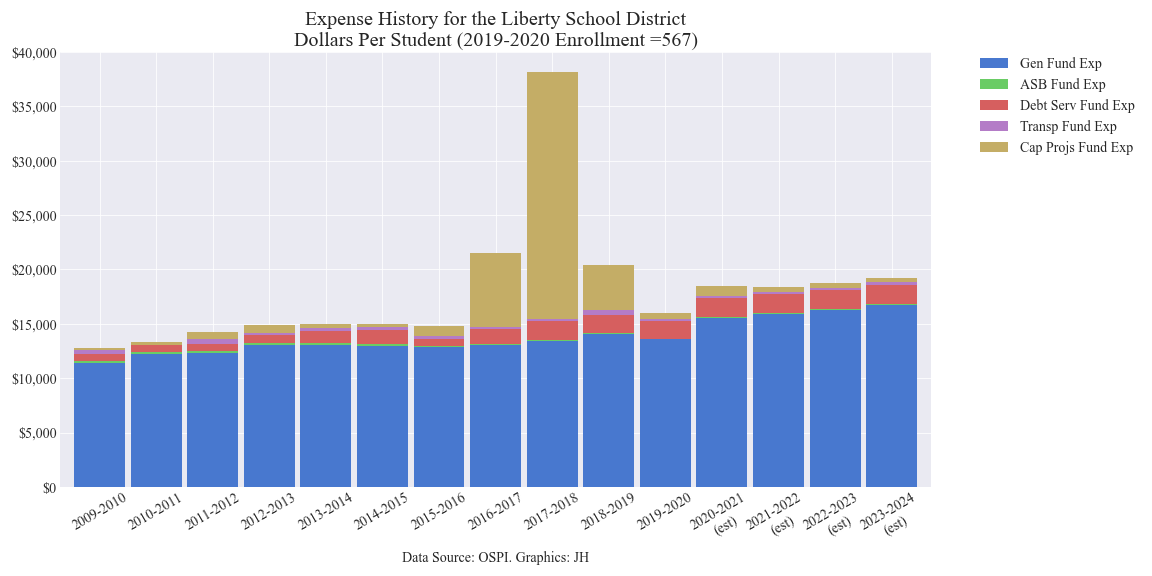 Expense History for the Liberty School District
Dollars Per Student (2019-2020 Enrollment =567)
$40,000
$35,000
$30,000
$25,000
$20,000
$15,000
$10,000
$5,000
$0
Gen Fund Exp
ASB Fund Exp
Debt Serv Fund Exp
Transp Fund Exp
Cap Projs Fund Exp
2009-2010
2010-2011
2011-2012
2012-2013
2013-2014
2014-2015
2015-2016
2016-2017
2017-2018
2018-2019
2019-2020
2020-2021
(est)
2021-2022
(est)
2022-2023
(est)
2023-2024
(est)
Data Source: OSPI. Graphics: JH